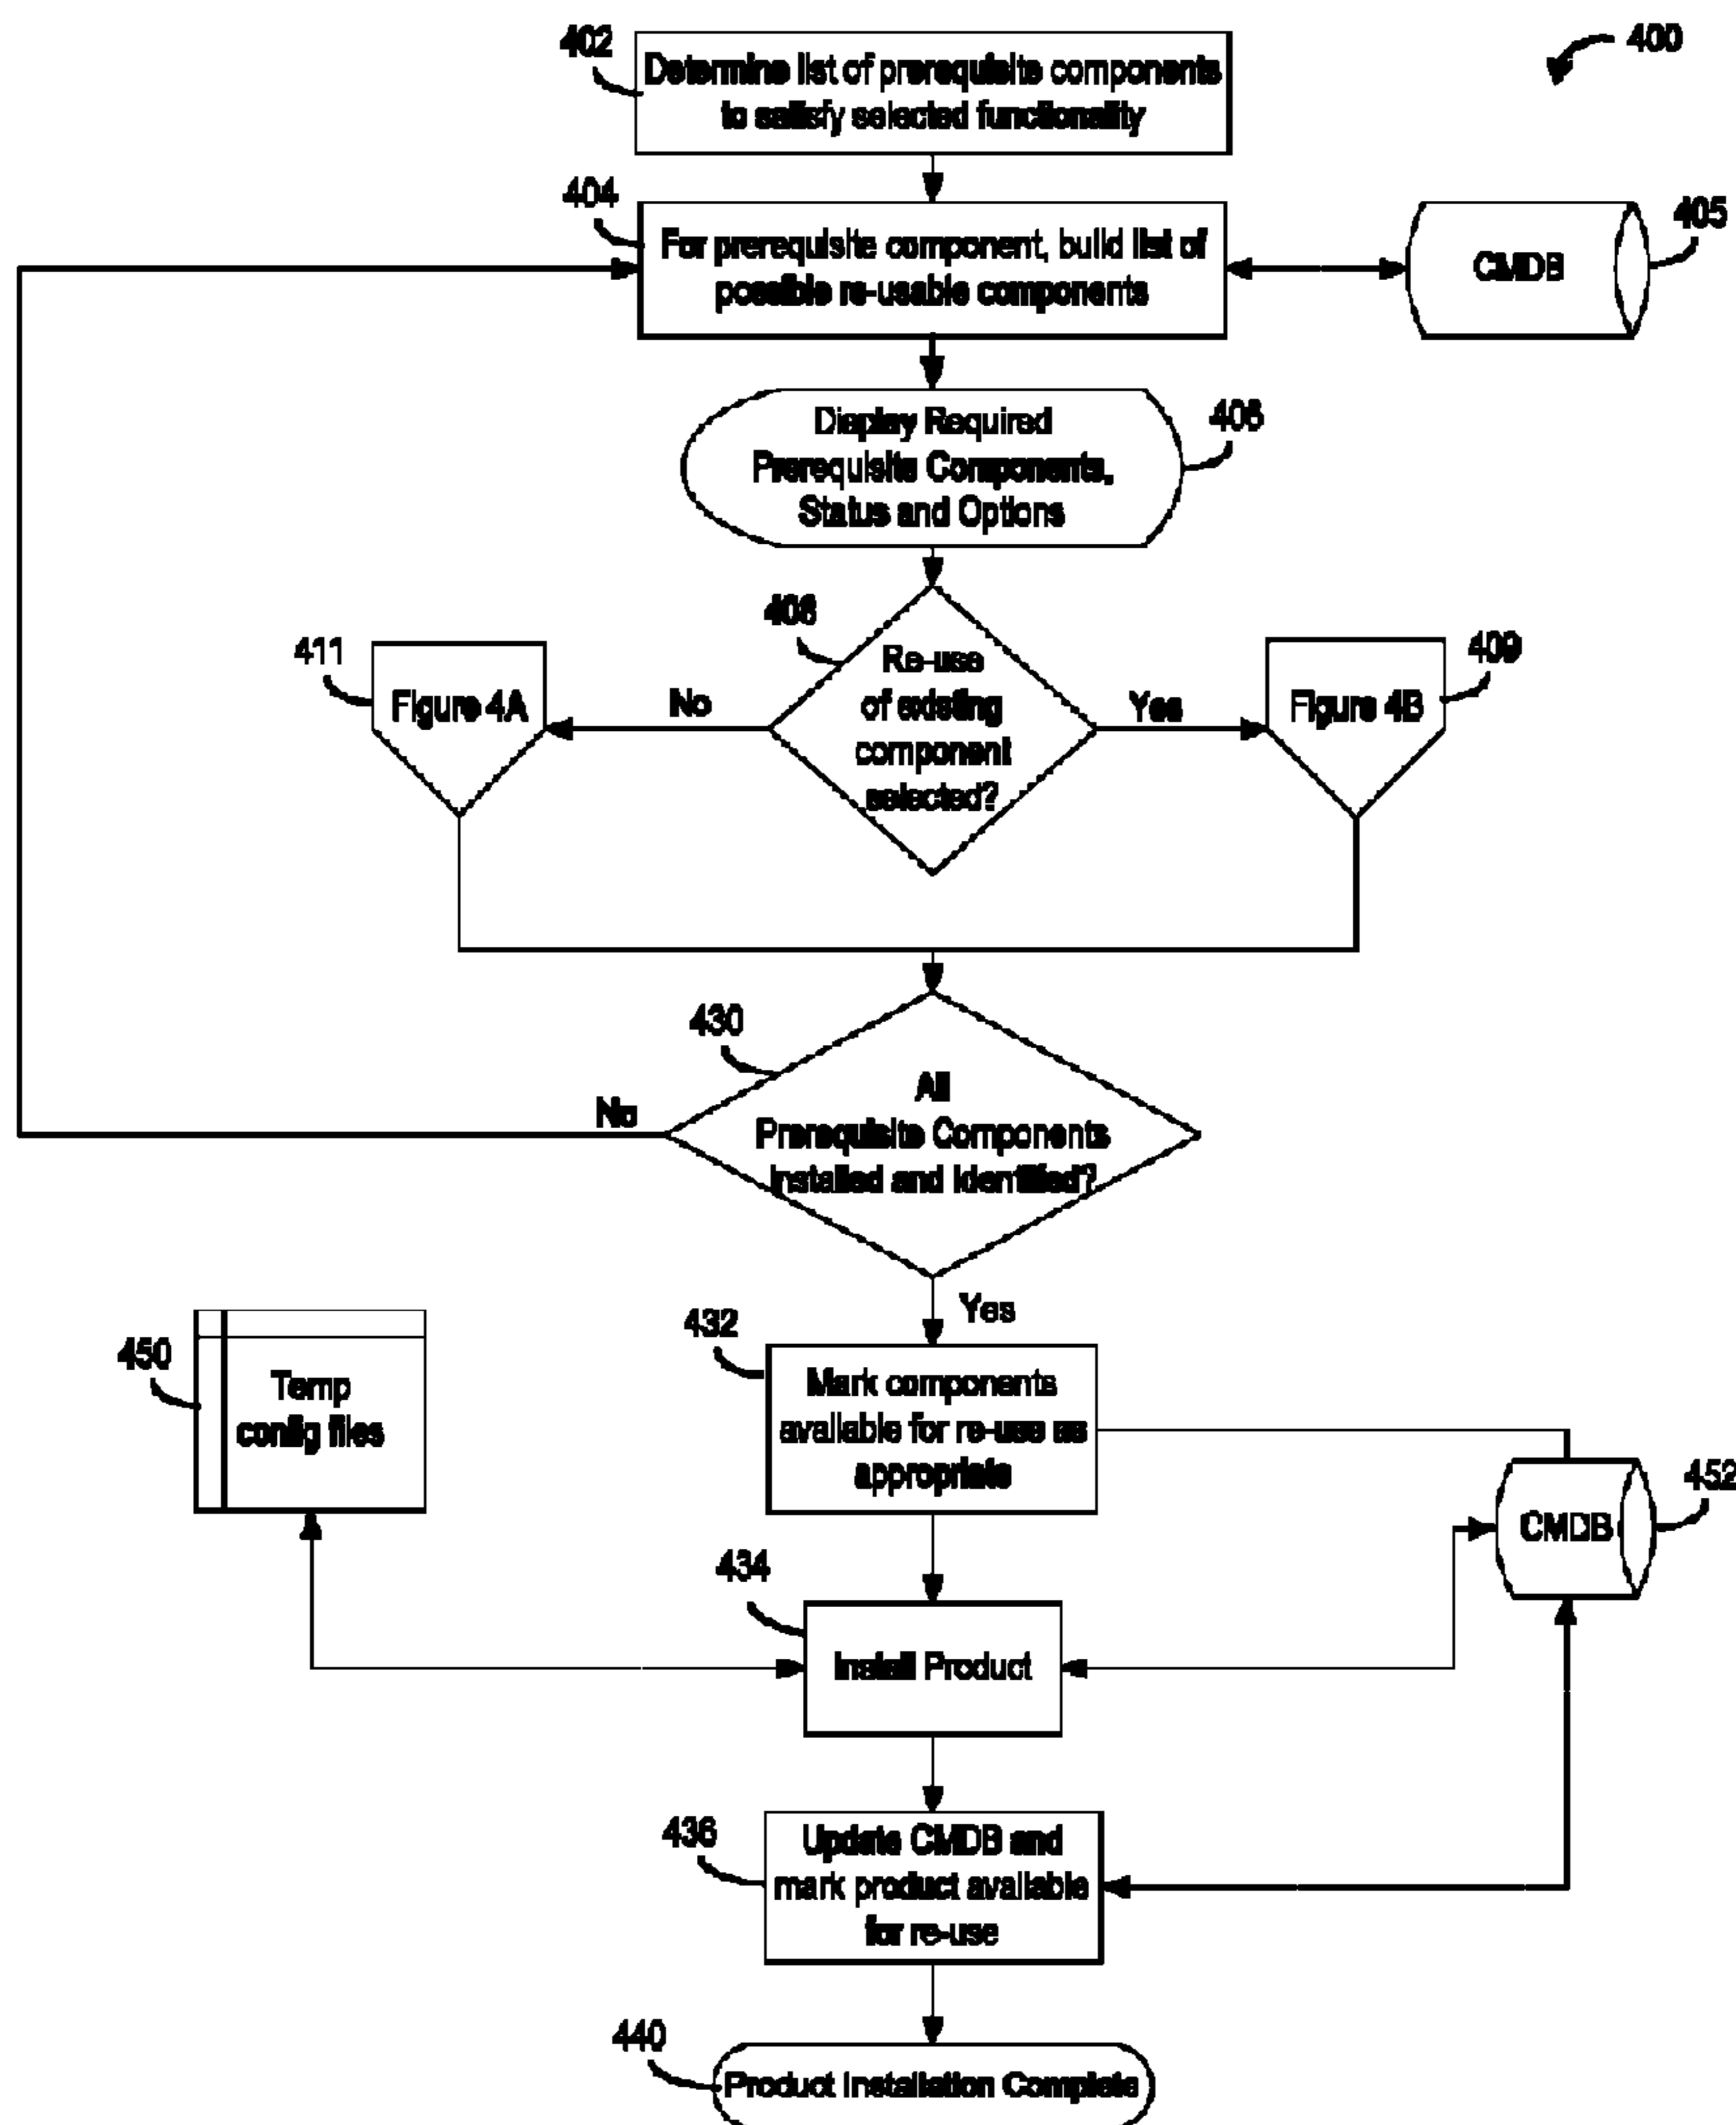 402
400
Determine list of prerequisite components
to satisfy selected functionality
404
405
For prerequisite component, build list of
possible re-usable components
CMDB
Display Required
Prerequisite Components,
Status and Options
411
Re-use
of existing
component
selected?
409
Figure 4A
No
Yes
Figure 4B
430
All
Prerequisite Components
Installed and Identified?
No
Yes
450
Temp
config files
432
Mark components
available for re-use as
appropriate
452
CMDB
434
Install Product
436
Update CMDB and
mark product available
for re-use
440
Product Installation Complete